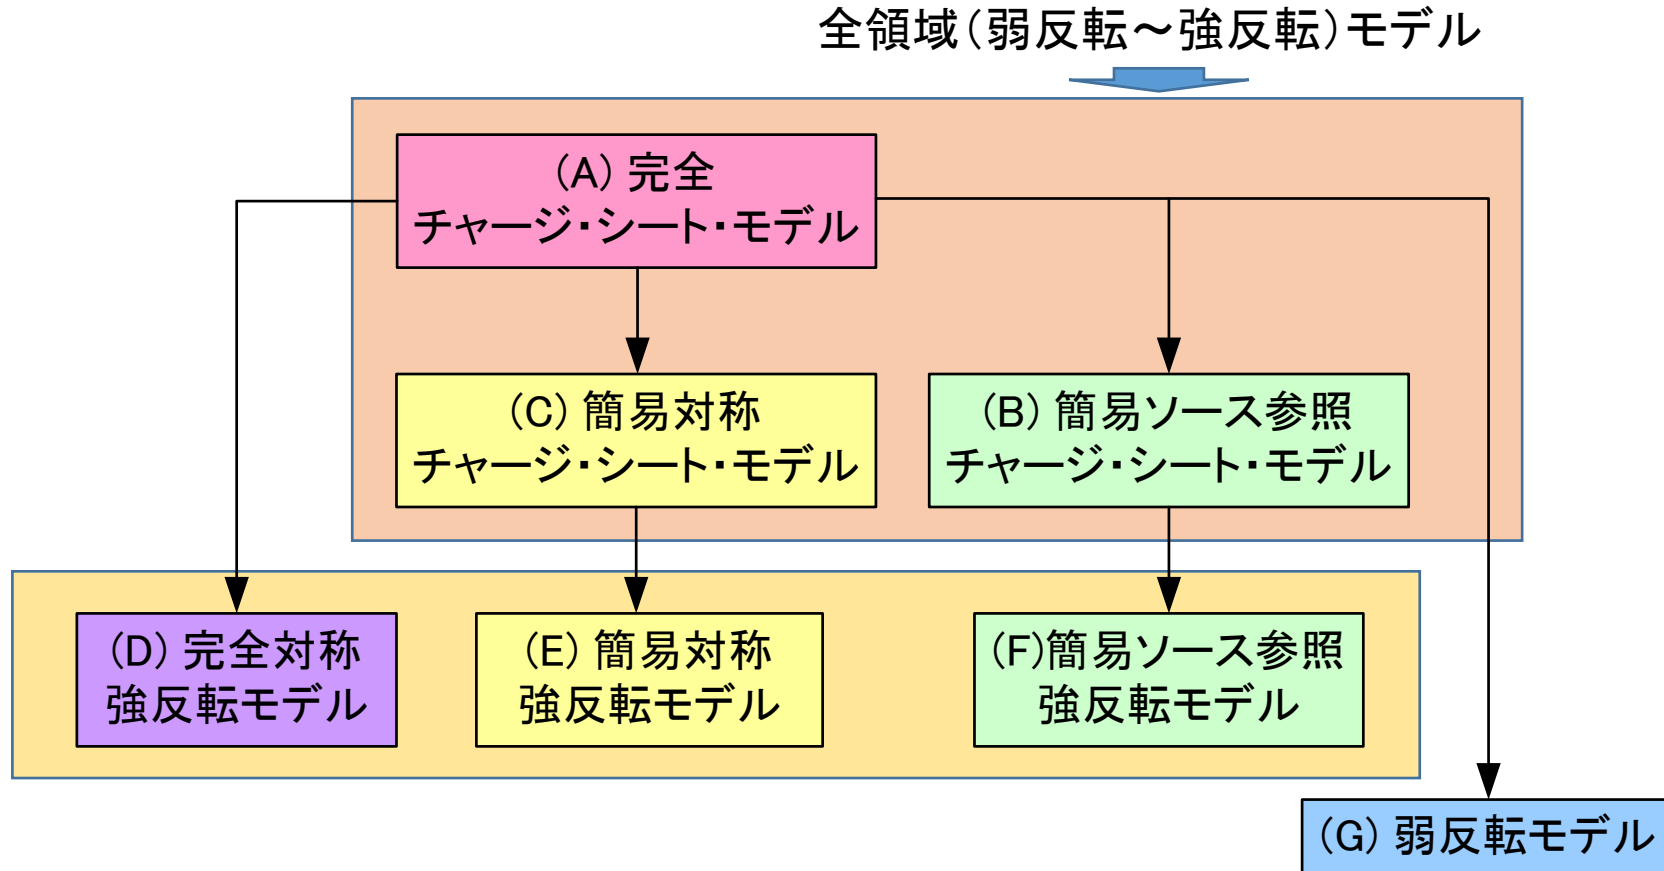 全領域(弱反転～強反転)モデル
(A) 完全
チャージ・シート・モデル
(C) 簡易対称
チャージ・シート・モデル
(B) 簡易ソース参照
チャージ・シート・モデル
(D) 完全対称
強反転モデル
(E) 簡易対称
強反転モデル
(F)簡易ソース参照
強反転モデル
(G) 弱反転モデル